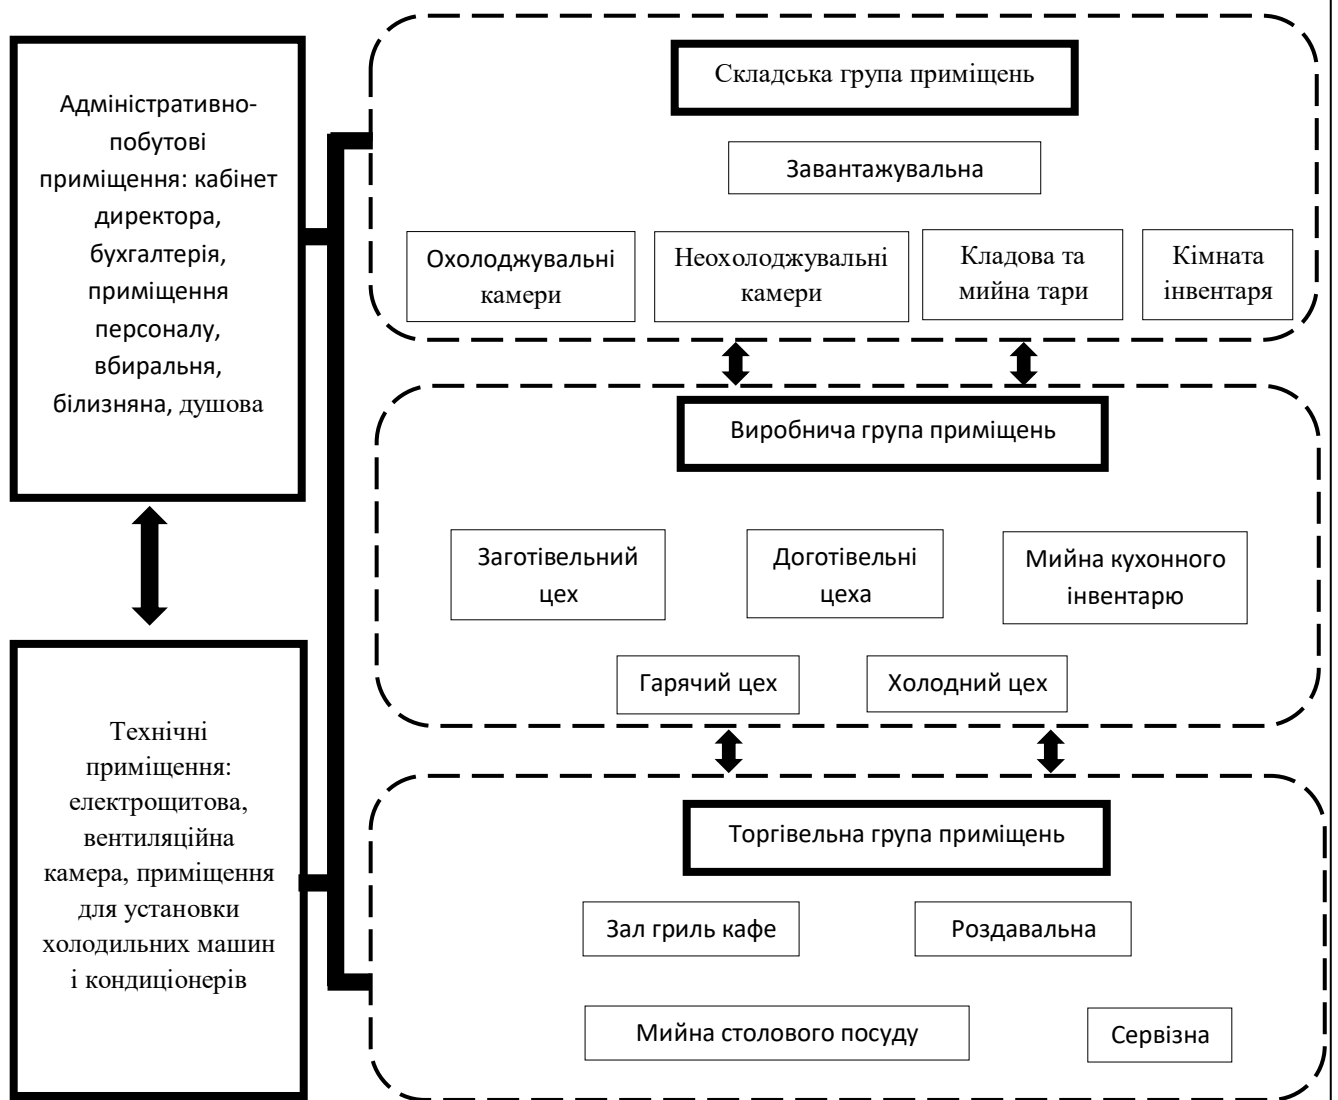 Адміністративно-
побутові
приміщення: кабінет
директора,
бухгалтерія,
приміщення
персоналу,
вбиральня,
білизняна, душова
Технічні
приміщення:
електрощитова,
вентиляційна
камера, приміщення
для установки
холодильних машин
і кондиціонерів
Складська група приміщень
Завантажувальна
Охолоджувальні
камери
Неохолоджувальні
камери
Кладова та
мийна тари
Кімната
інвентаря
Виробнича група приміщень
Заготівельний
цех
Доготівельні
цеха
Мийна кухонного
інвентарю
Гарячий цех
Холодний цех
Торгівельна група приміщень
Зал гриль кафе
Роздавальна
Мийна столового посуду
Сервізна